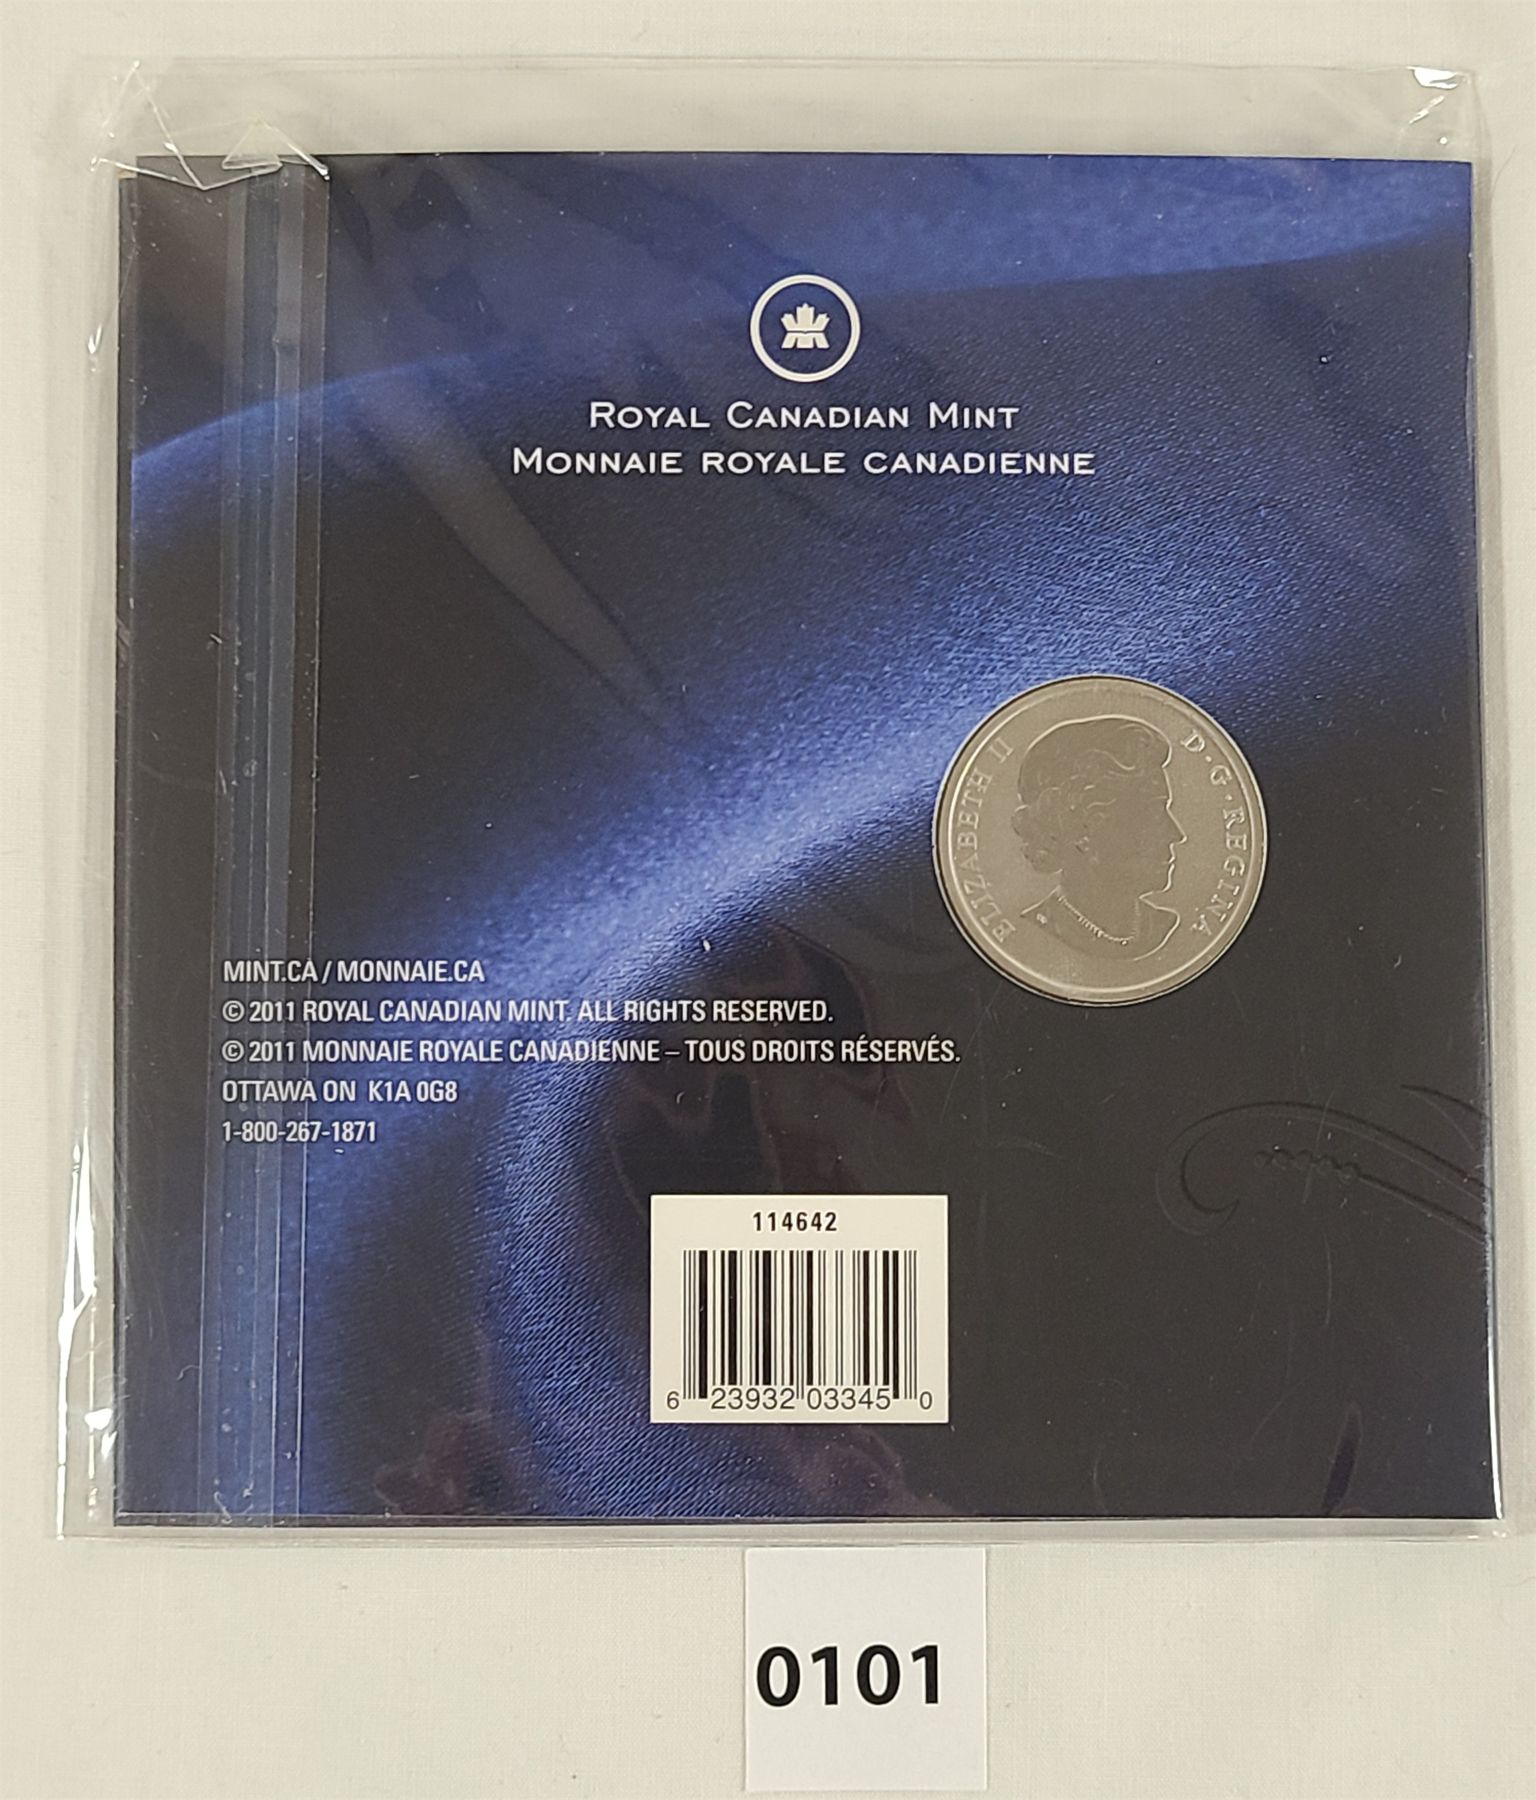 ROYAL CANADIAN MINT
MONNAIE ROYALE CANADIENNE
ELIZABETH II D·G·REGINA
MINT.CA / MONNAIE.CA
© 2011 ROYAL CANADIAN MINT. ALL RIGHTS RESERVED.
© 2011 MONNAIE ROYALE CANADIENNE – TOUS DROITS RÉSERVÉS.
OTTAWA ON K1A 0G8
1-800-267-1871
114642
6 23932 03345 0
0101